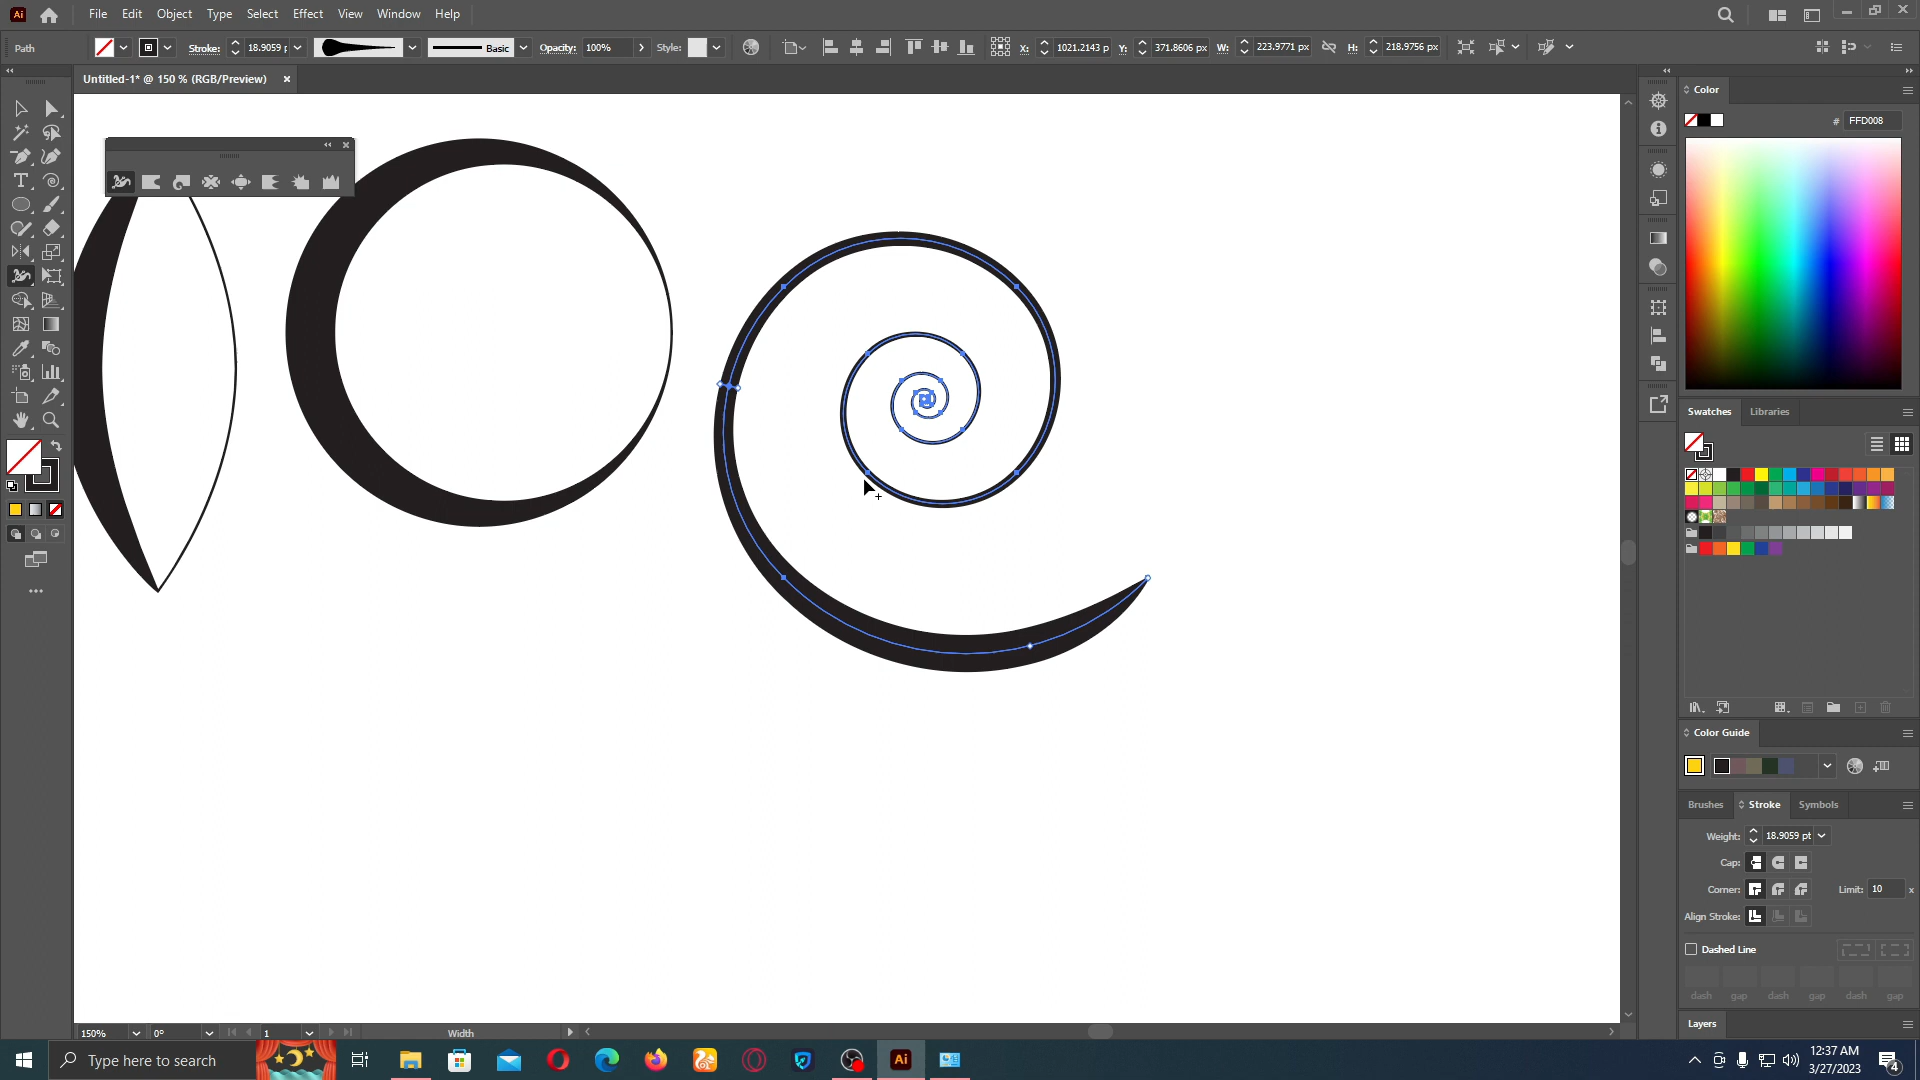 Ai File Edit Object Type Select Effect View Window Help
Path Stroke: 18.9059 p Basic Opacity: 100% Style: X: 1021.2143 p Y: 371.8606 px W: 223.9771 px H: 218.9756 px
Untitled-1* @ 150 % (RGB/Preview)
Color
# FFD008
Swatches Libraries
Color Guide
Brushes Stroke Symbols
Weight: 18.9059 pt
Cap:
Corner: Limit: 10 x
Align Stroke:
Dashed Line
dash gap dash gap dash gap
Layers
150% 0° 1 Width
Type here to search
Ai
12:37 AM
3/27/2023
4